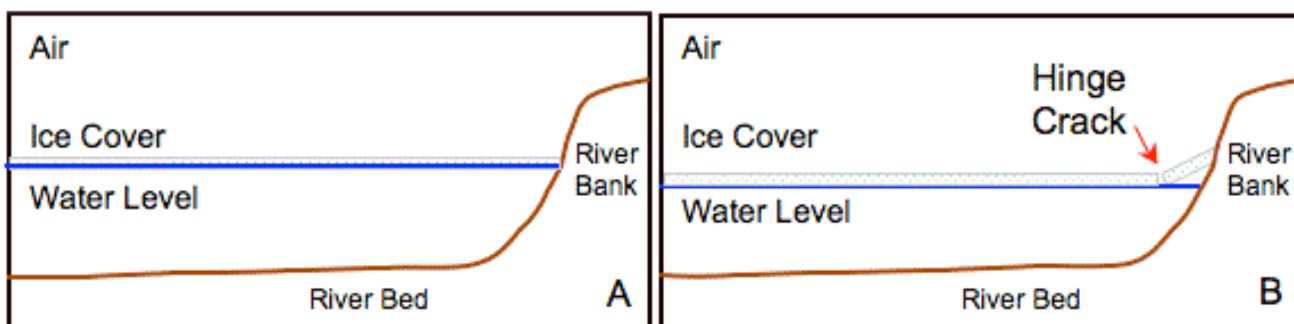 Air
Ice Cover
River
Bank
Water Level
River Bed
A
Air
Hinge
Crack
Ice Cover
River
Bank
Water Level
River Bed
B